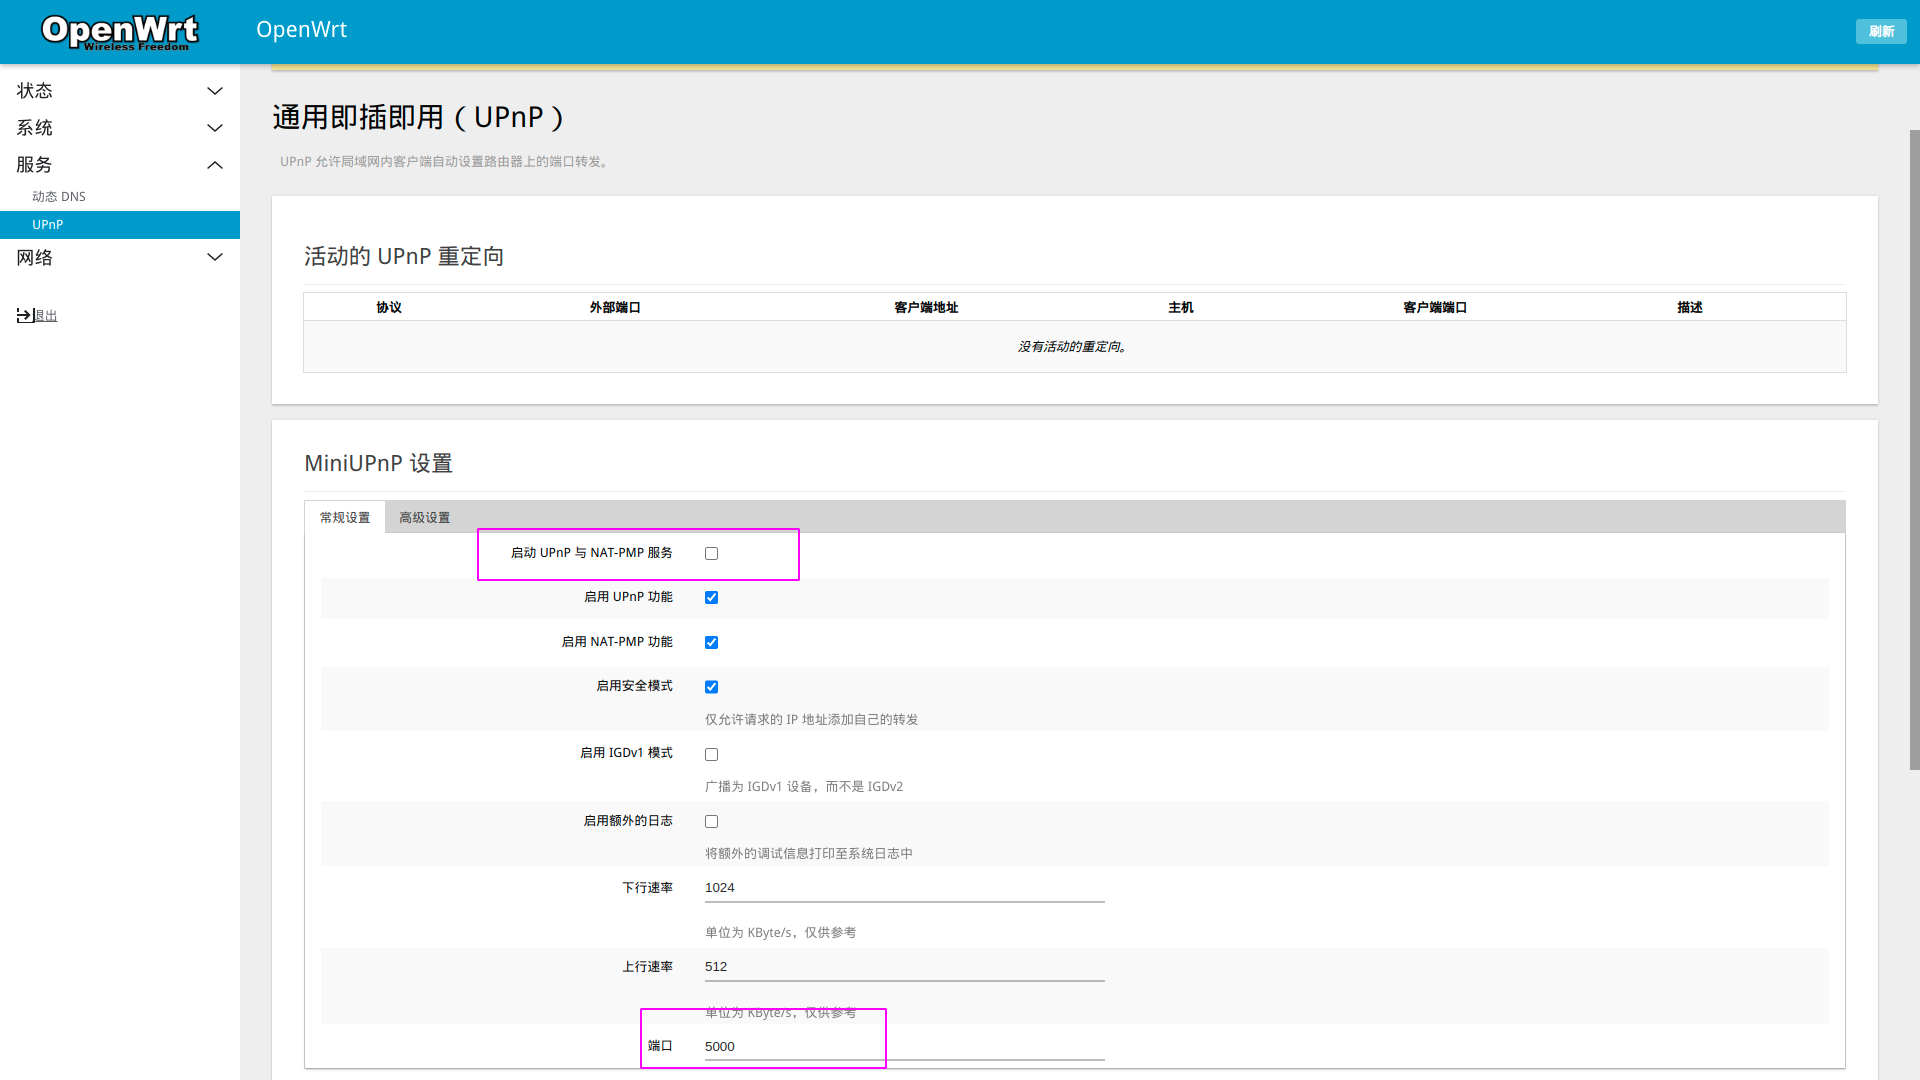 OpenWrt
Wireless Freedom
OpenWrt
刷新
状态
系统
服务
动态 DNS
UPnP
网络
退出
通用即插即用（UPnP）
UPnP 允许局域网内客户端自动设置路由器上的端口转发。
活动的 UPnP 重定向
协议 外部端口 客户端地址 主机 客户端端口 描述
没有活动的重定向。
MiniUPnP 设置
常规设置 高级设置
启动 UPnP 与 NAT-PMP 服务
启用 UPnP 功能
启用 NAT-PMP 功能
启用安全模式
仅允许请求的 IP 地址添加自己的转发
启用 IGDv1 模式
广播为 IGDv1 设备，而不是 IGDv2
启用额外的日志
将额外的调试信息打印至系统日志中
下行速率 1024
单位为 KByte/s，仅供参考
上行速率 512
单位为 KByte/s，仅供参考
端口 5000